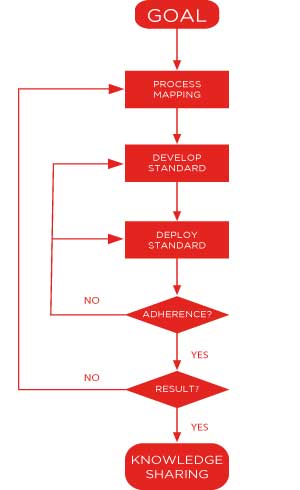 GOAL
PROCESS
MAPPING
DEVELOP
STANDARD
DEPLOY
STANDARD
NO
ADHERENCE?
YES
NO
RESULT?
YES
KNOWLEDGE
SHARING